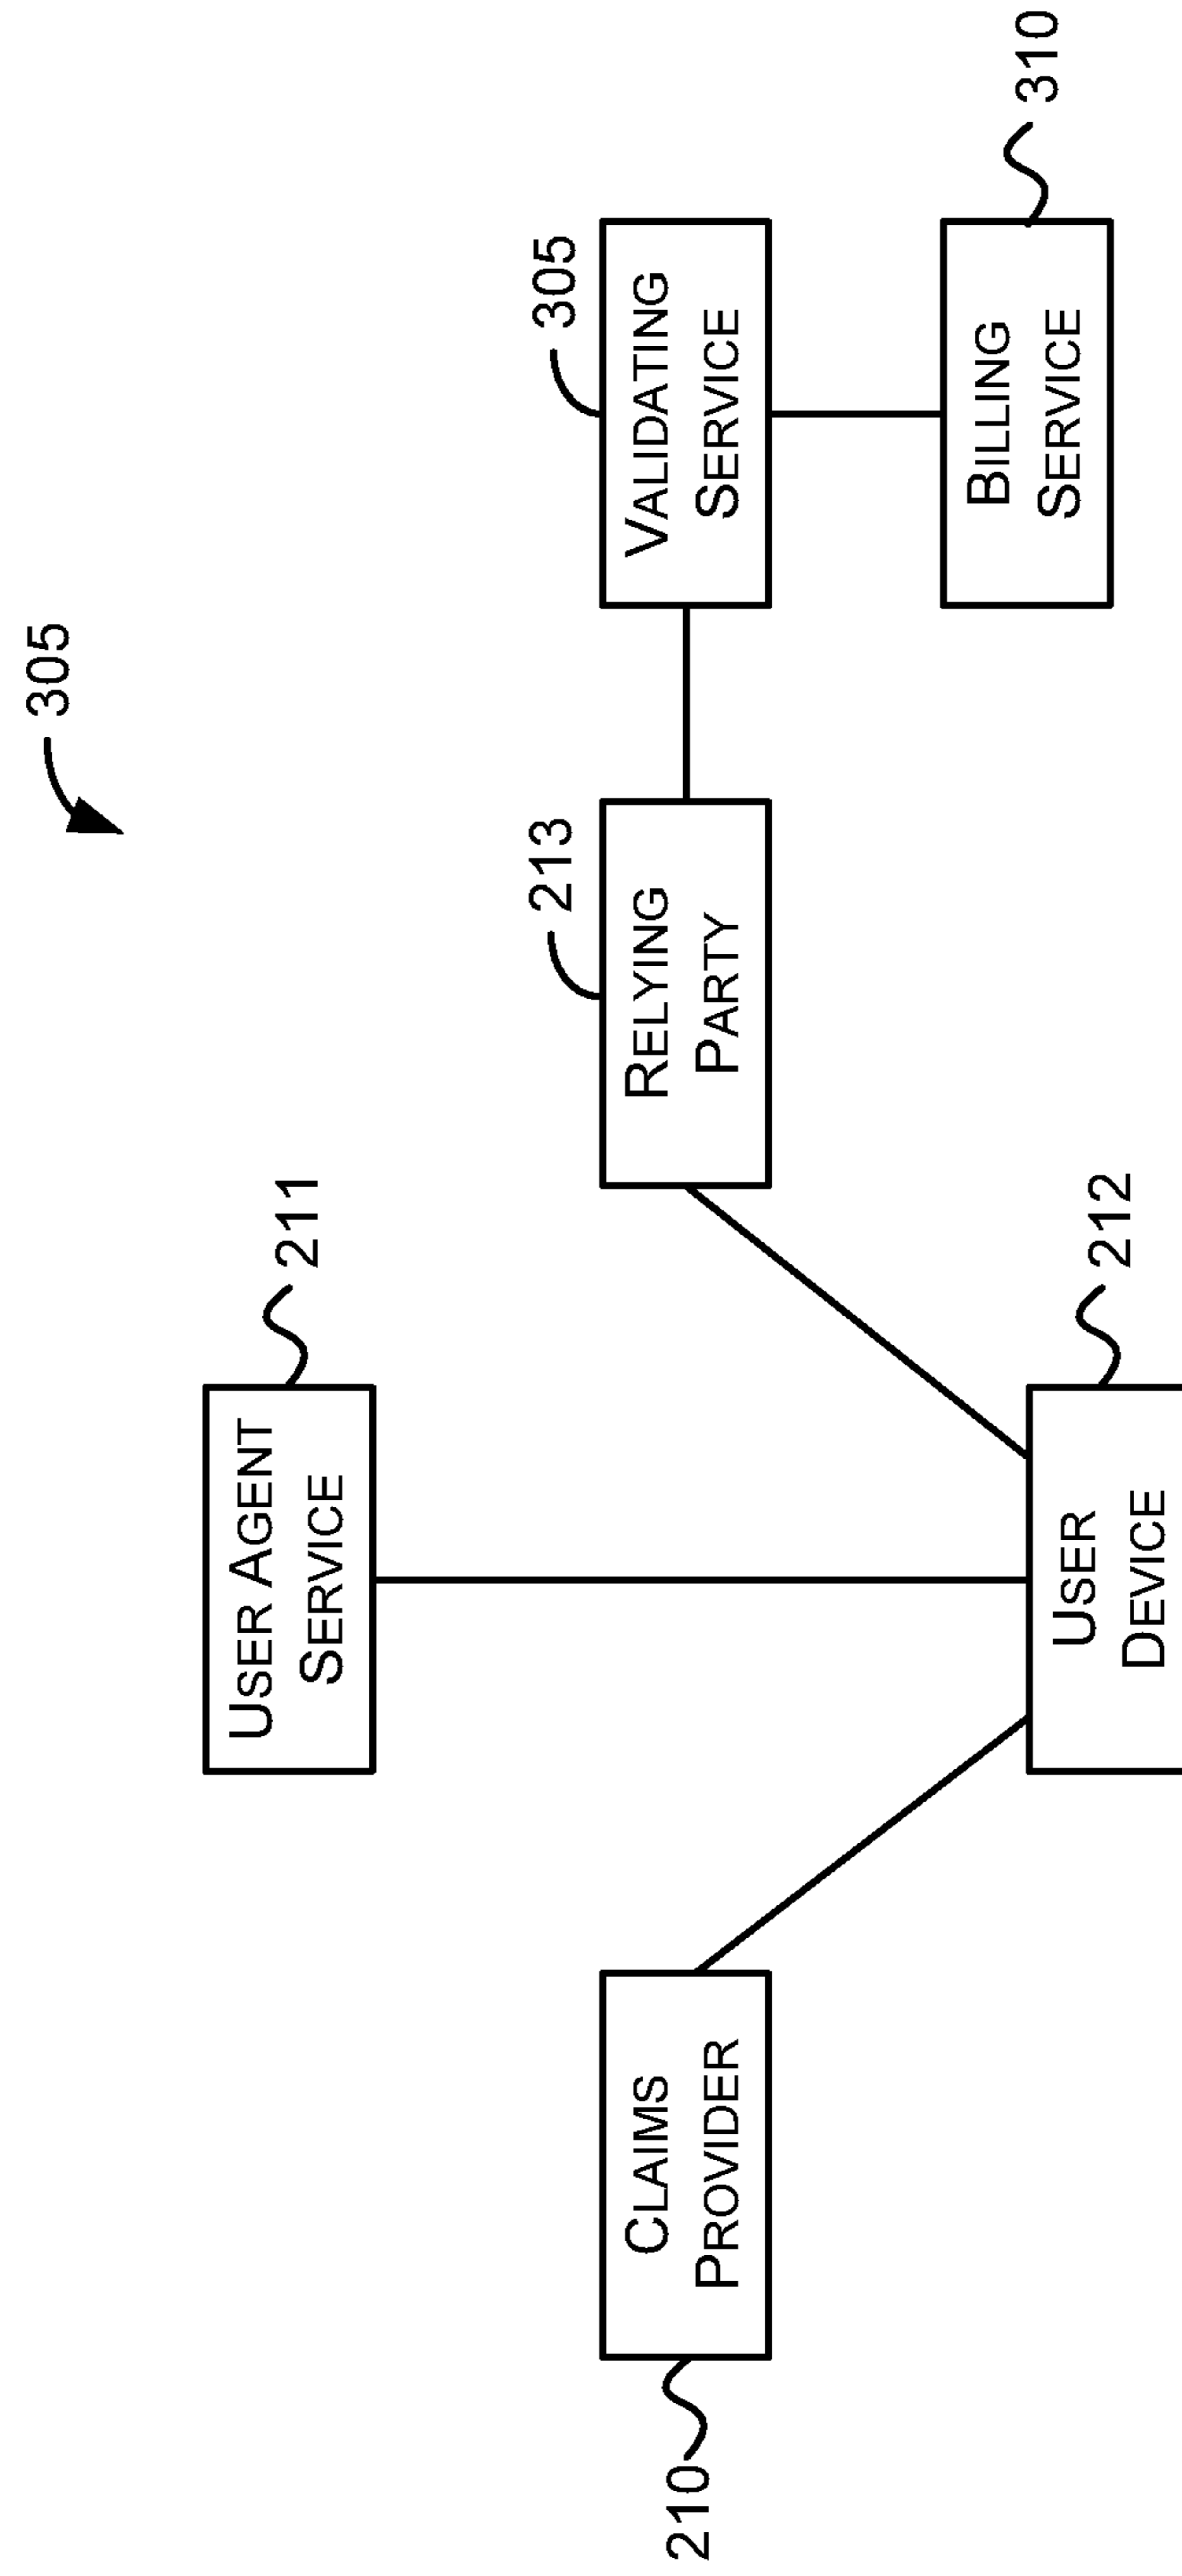 305
USER AGENT
SERVICE
211
CLAIMS
PROVIDER
210
RELYING
PARTY
213
VALIDATING
SERVICE
305
USER
DEVICE
212
BILLING
SERVICE
310